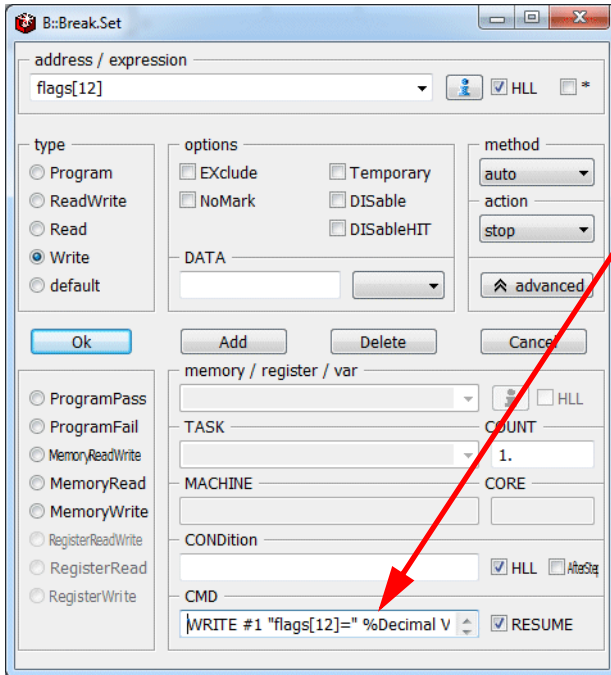 B::Break.Set
address / expression
flags[12]
HLL
*
type
Program
ReadWrite
Read
Write
default
options
EXclude
Temporary
NoMark
DISable
DISableHIT
DATA
method
auto
action
stop
advanced
Ok
Add
Delete
Cancel
ProgramPass
ProgramFail
MemoryReadWrite
MemoryRead
MemoryWrite
RegisterReadWrite
RegisterRead
RegisterWrite
memory / register / var
HLL
TASK
COUNT
1.
MACHINE
CORE
CONDition
HLL
AfterStep
CMD
WRITE #1 "flags[12]=" %Decimal V
RESUME